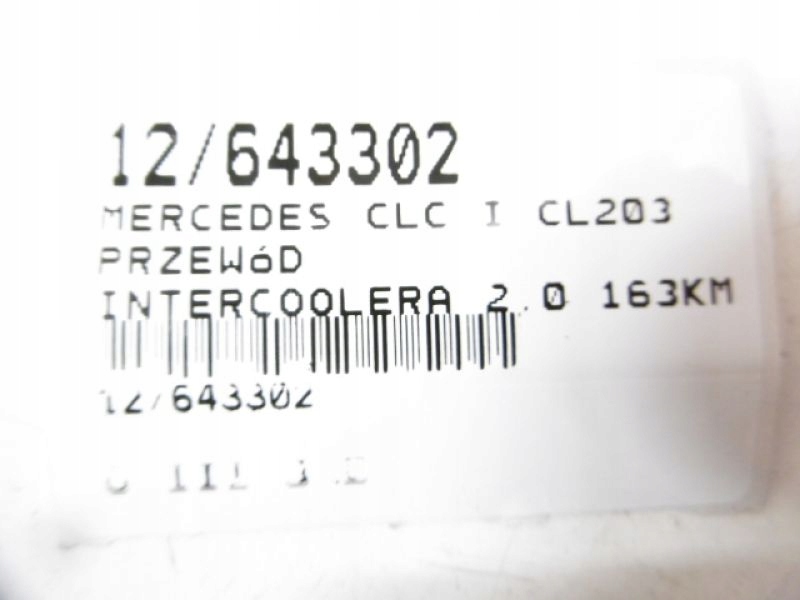 12/643302
MERCEDES CLC I CL203
PRZEWóD
INTERCOOLERA 2.0 163KM
12/643302